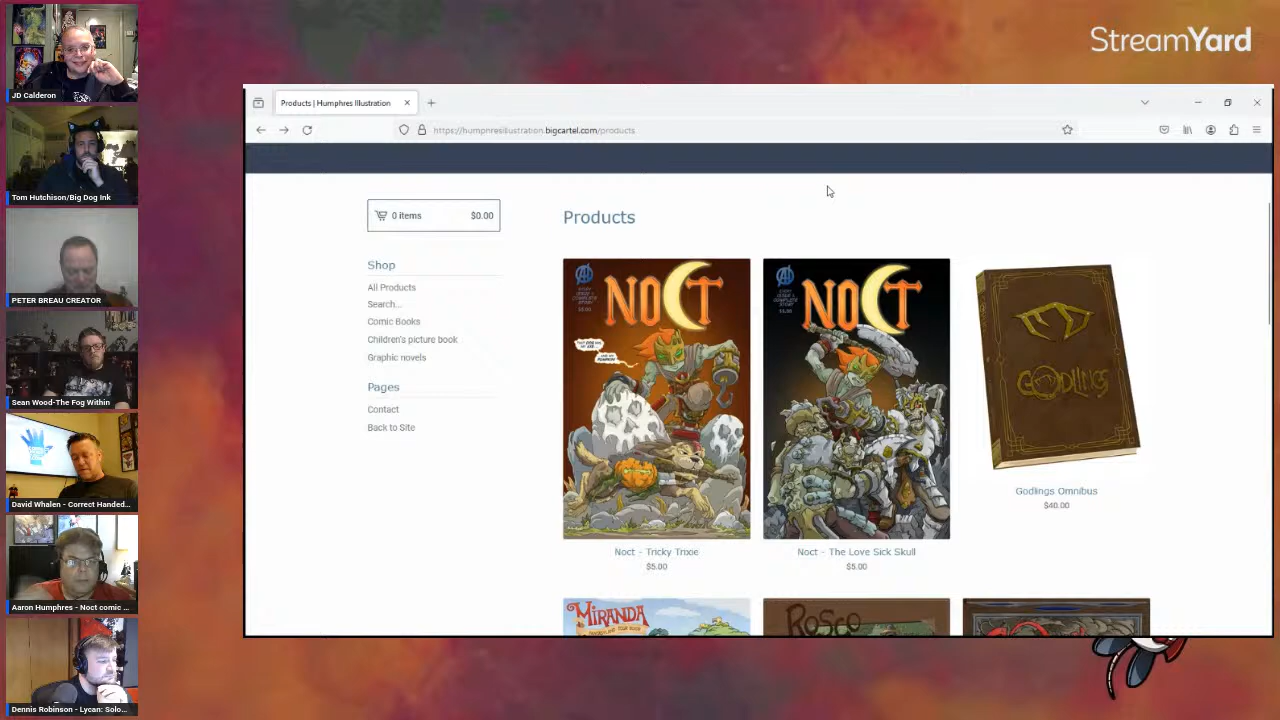 StreamYard
JD Calderon
Tom Hutchison/Big Dog Ink
PETER BREAU CREATOR
Sean Wood-The Fog Within
David Whalen - Correct Handed...
Aaron Humphres - Noct comic ...
Dennis Robinson - Lycan: Solo...
Products | Humphres Illustration
https://humphresillustration.bigcartel.com/products
0 items $0.00
Shop
All Products
Search...
Comic Books
Children's picture book
Graphic novels
Pages
Contact
Back to Site
Products
NOCT
Noct - Tricky Trixie
$5.00
NOCT
Noct - The Love Sick Skull
$5.00
GODLINGS
Godlings Omnibus
$40.00
MIRANDA
ROSCO